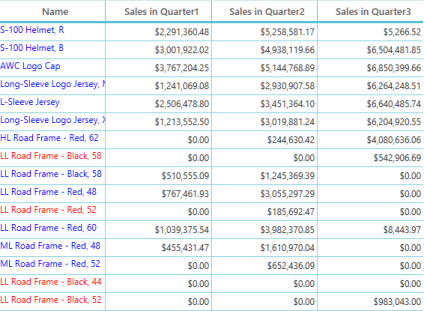 Name Sales in Quarter1 Sales in Quarter2 Sales in Quarter3
S-100 Helmet, R $2,291,360.48 $5,258,581.17 $5,266.52
S-100 Helmet, B $3,001,922.02 $4,938,119.66 $6,504,481.85
AWC Logo Cap $3,767,204.25 $5,144,768.89 $6,850,399.66
Long-Sleeve Logo Jersey, $1,241,069.08 $2,930,907.58 $6,264,248.51
L-Sleeve Jersey $2,506,478.80 $3,451,364.10 $6,640,485.74
Long-Sleeve Logo Jersey, $1,213,552.50 $3,019,881.24 $6,204,920.55
HL Road Frame - Red, 62 $0.00 $244,630.42 $4,080,636.06
LL Road Frame - Black, 58 $0.00 $0.00 $542,906.69
LL Road Frame - Black, 58 $510,555.09 $1,245,369.39 $0.00
LL Road Frame - Red, 48 $767,461.93 $3,055,297.29 $0.00
LL Road Frame - Red, 52 $0.00 $185,692.47 $0.00
LL Road Frame - Red, 60 $1,039,375.54 $3,982,370.85 $8,443.97
ML Road Frame - Red, 48 $455,431.47 $1,610,970.04 $0.00
ML Road Frame - Red, 52 $0.00 $652,436.09 $0.00
LL Road Frame - Black, 44 $0.00 $0.00 $0.00
LL Road Frame - Black, 52 $0.00 $0.00 $983,043.00